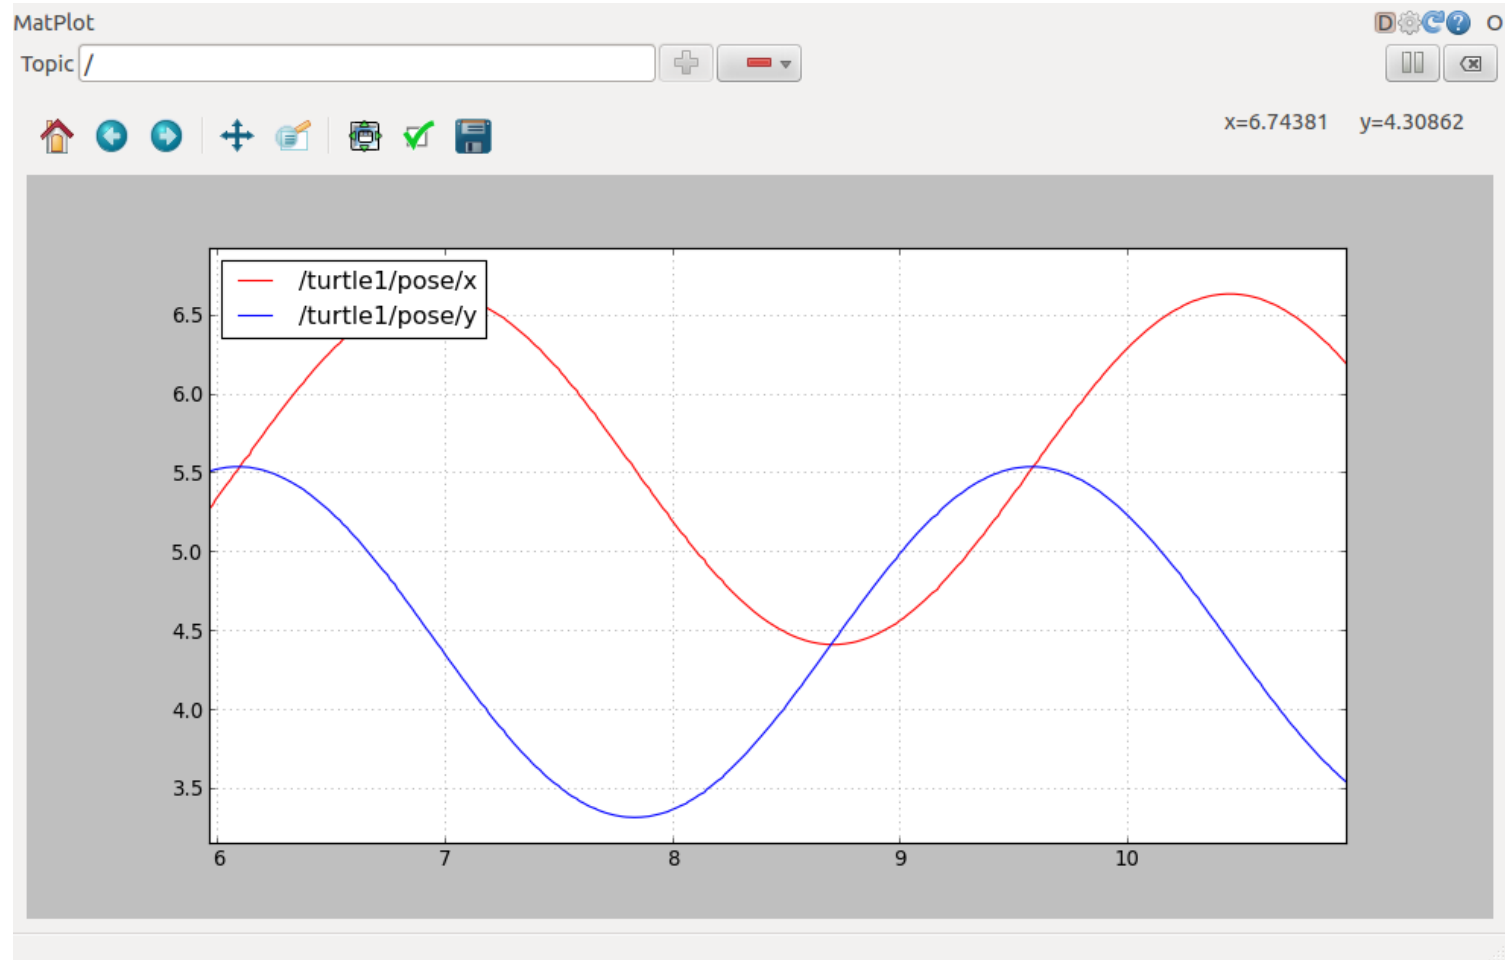 MatPlot
D O
Topic /
x=6.74381 y=4.30862
/turtle1/pose/x
/turtle1/pose/y
6.5
6.0
5.5
5.0
4.5
4.0
3.5
6 7 8 9 10